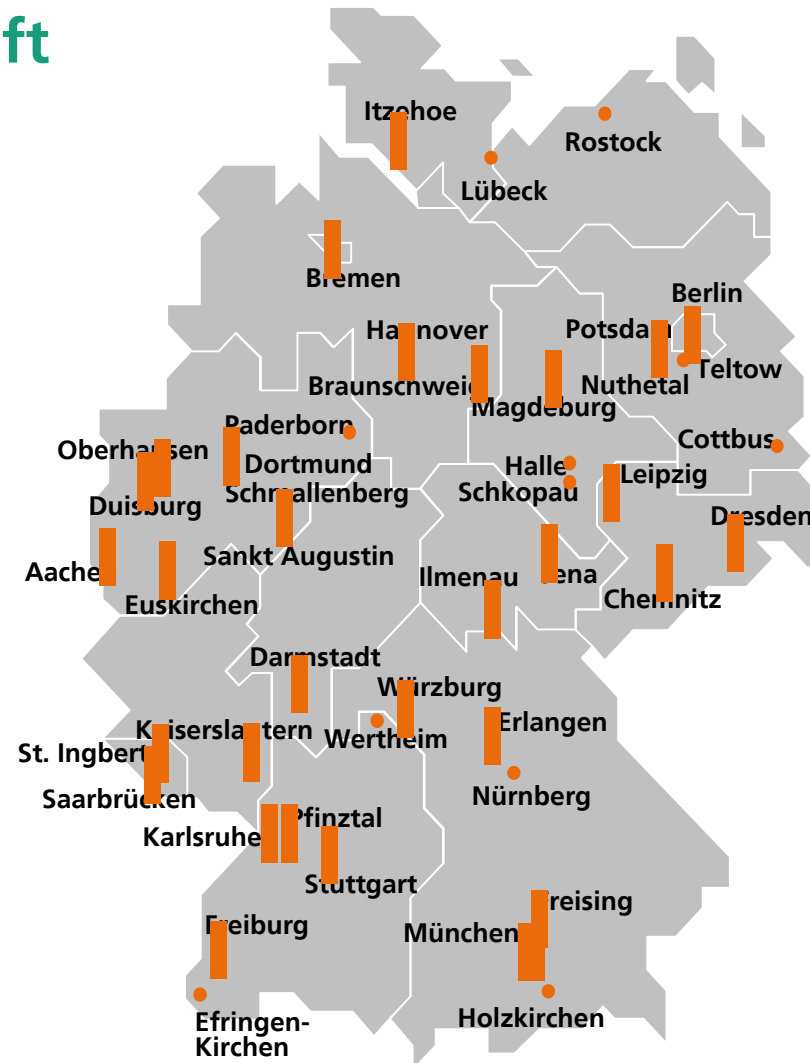 ft
Itzehoe
Rostock
Lübeck
Bremen
Berlin
Hannover
Potsdam
Teltow
Braunschweig
Nuthetal
Magdeburg
Paderborn
Cottbus
Oberhausen
Dortmund
Halle
Leipzig
Schmallenberg
Schkopau
Duisburg
Dresden
Sankt Augustin
Aachen
Ilmenau
Jena
Euskirchen
Chemnitz
Darmstadt
Würzburg
Kaiserslautern
Erlangen
Wertheim
St. Ingbert
Nürnberg
Saarbrücken
Pfinztal
Karlsruhe
Stuttgart
Freising
Freiburg
München
Holzkirchen
Efringen-
Kirchen